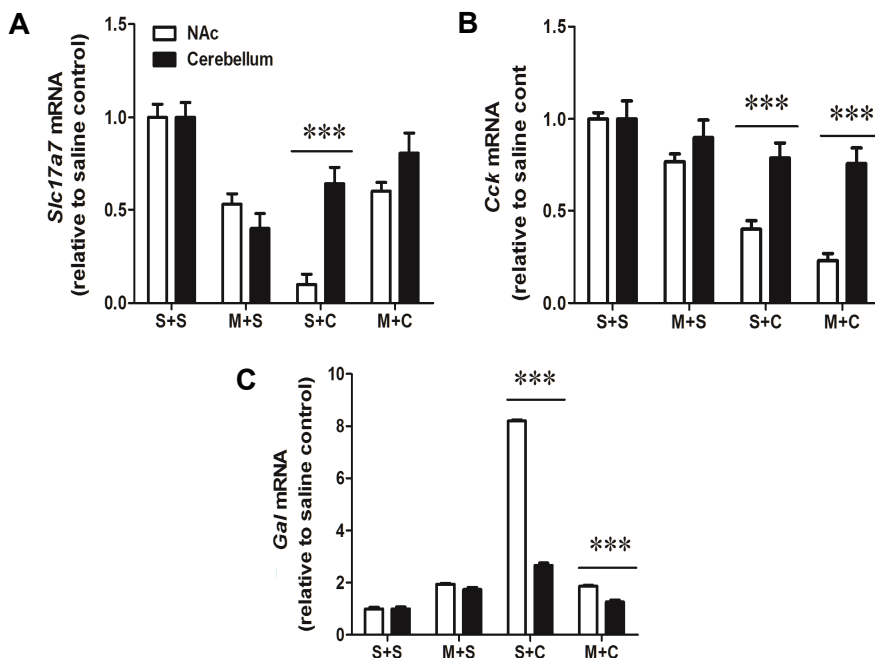 A
Slc17a7 mRNA
(relative to saline control)
1.5
1.0
0.5
0.0
NAc
Cerebellum
***
S+S M+S S+C M+C
B
Cck mRNA
(relative to saline cont
1.5
1.0
0.5
0.0
***
***
S+S M+S S+C M+C
C
Gal mRNA
(relative to saline control)
10
8
6
4
2
0
***
***
S+S M+S S+C M+C